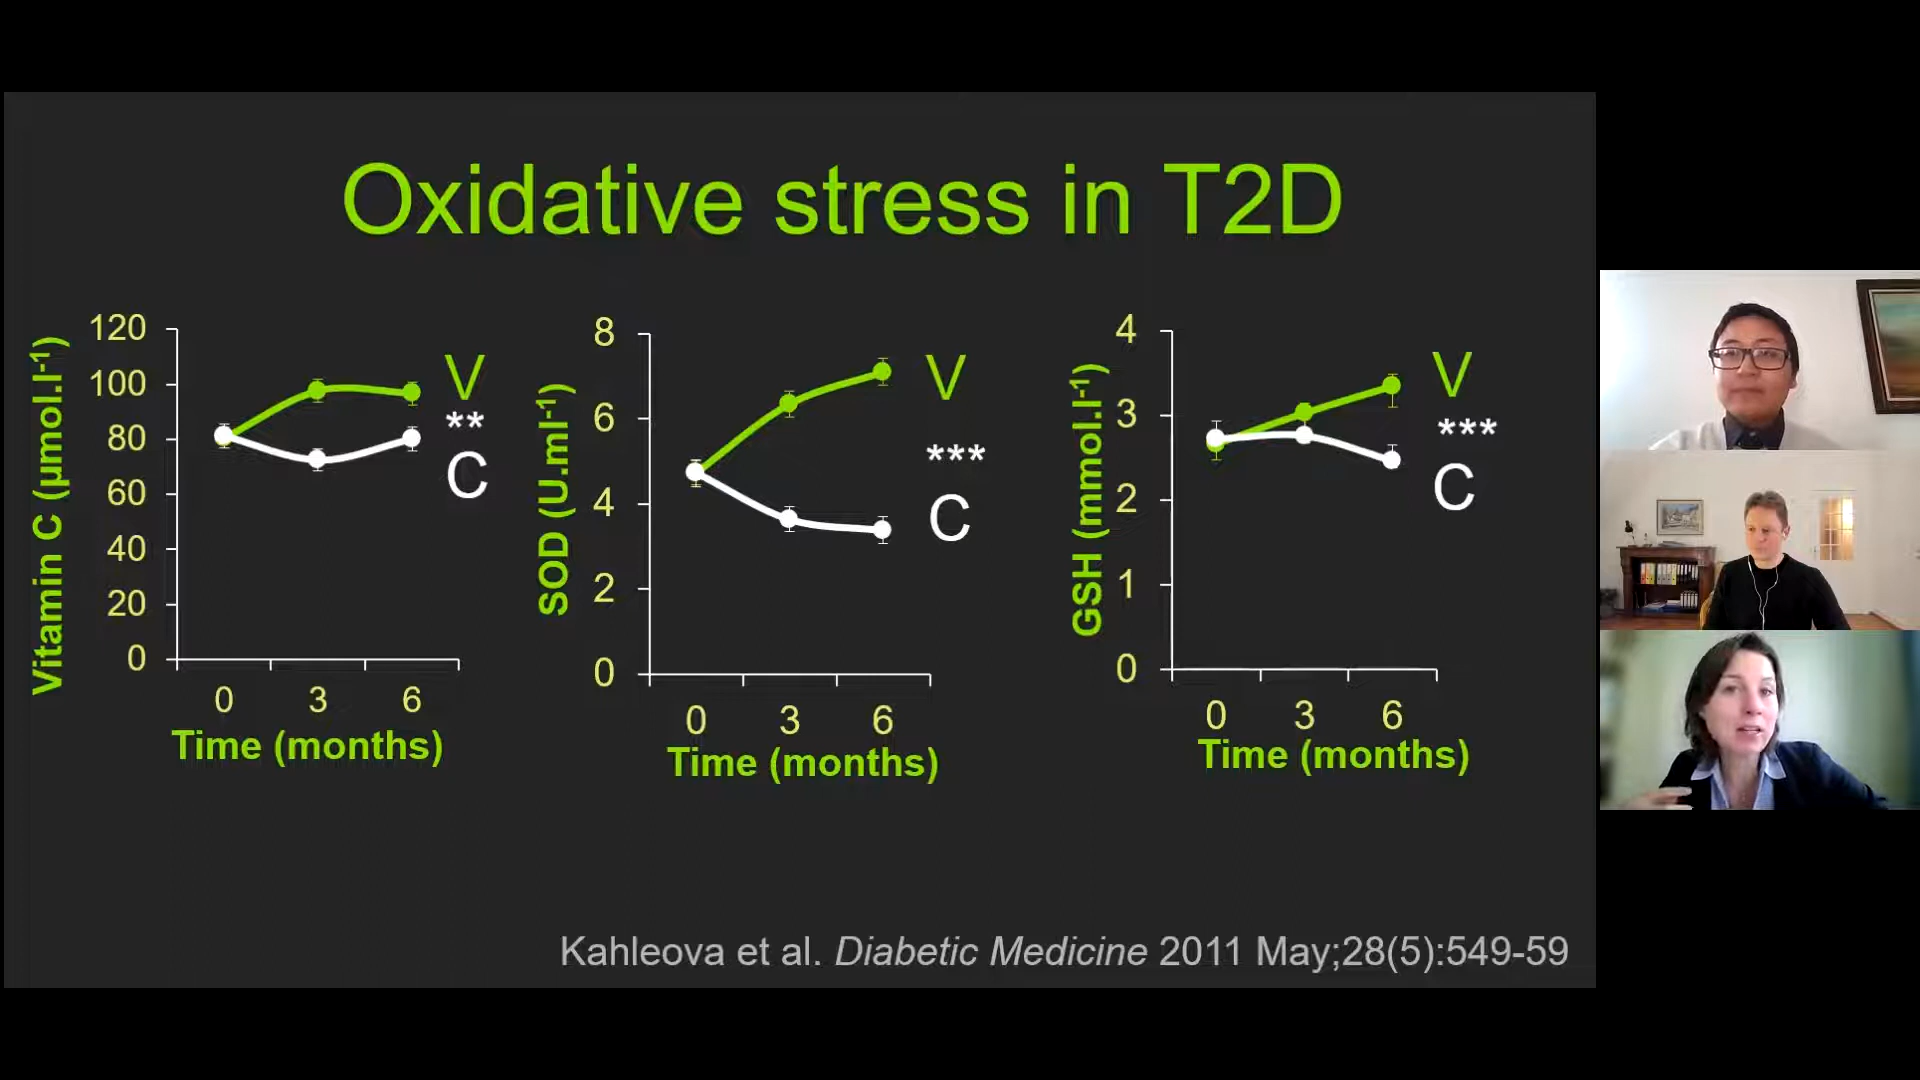 Oxidative stress in T2D
Vitamin C (µmol.l-1)
120
100
80
60
40
20
0
0 3 6
Time (months)
V
**
C
SOD (U.ml-1)
8
6
4
2
0
0 3 6
Time (months)
V
***
C
GSH (mmol.l-1)
4
3
2
1
0
0 3 6
Time (months)
V
***
C
Kahleova et al. Diabetic Medicine 2011 May;28(5):549-59